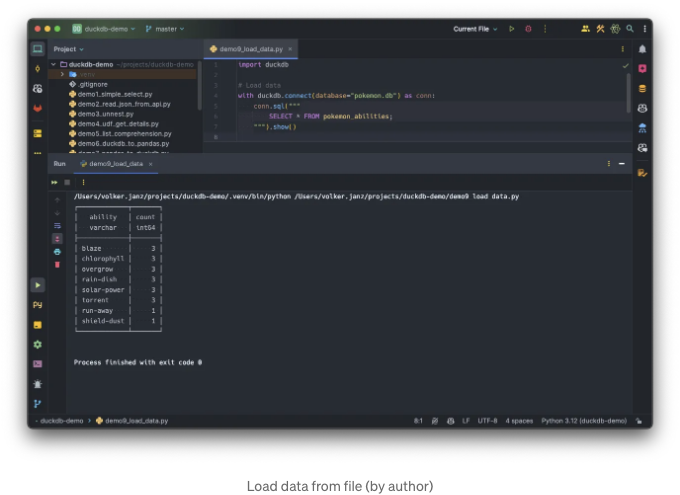 duckdb-demo master Current File
Project demo9_load_data.py
duckdb-demo ~/projects/duckdb-demo
.venv
.gitignore
demo1_simple_select.py
demo2_read_json_from_api.py
demo3_unnest.py
demo4_udf_get_details.py
demo5_list_comprehension.py
demo6_duckdb_to_pandas.py
1 import duckdb
2
3 # Load data
4 with duckdb.connect(database="pokemon.db") as conn:
5 conn.sql("""
6 SELECT * FROM pokemon_abilities;
7 """).show()
8
Run demo9_load_data
/Users/volker.janz/projects/duckdb-demo/.venv/bin/python /Users/volker.janz/projects/duckdb-demo/demo9_load_data.py
ability count
varchar int64
blaze 3
chlorophyll 3
overgrow 3
rain-dish 3
solar-power 3
torrent 3
run-away 1
shield-dust 1
Process finished with exit code 0
duckdb-demo > demo9_load_data.py 8:1 LF UTF-8 4 spaces Python 3.12 (duckdb-demo)
Load data from file (by author)